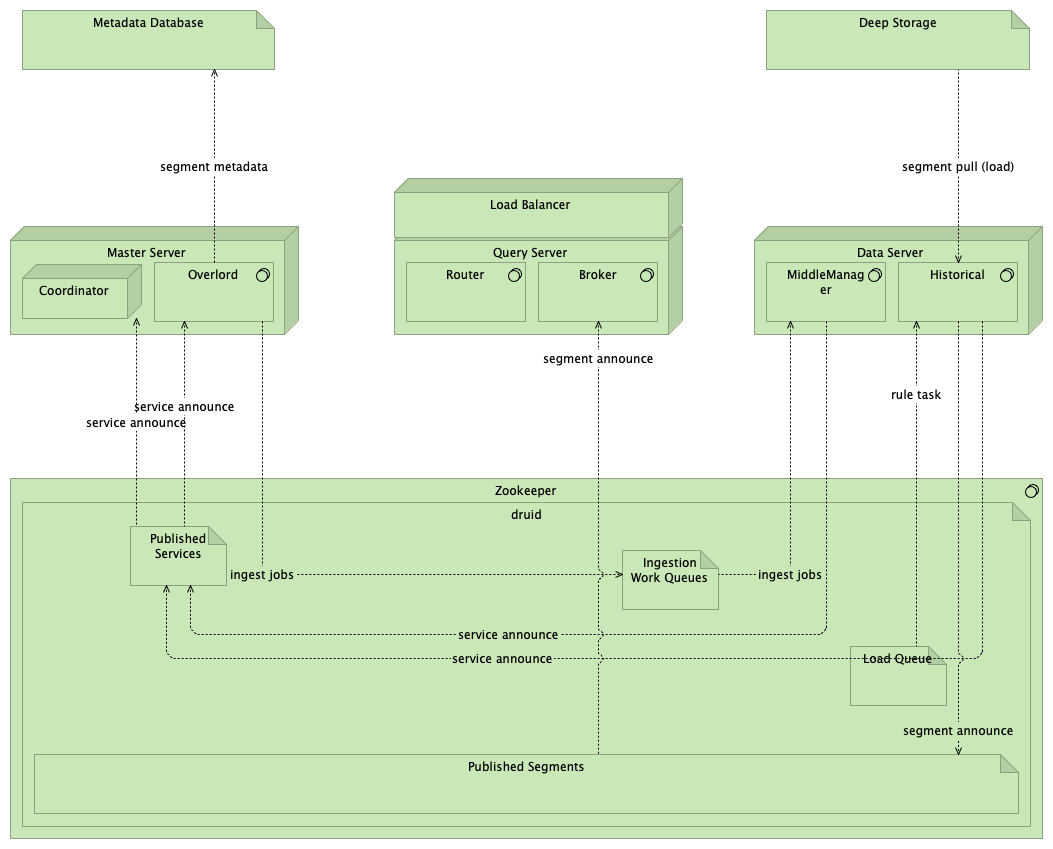 Metadata Database
Deep Storage
segment metadata
segment pull (load)
Load Balancer
Master Server
Query Server
Data Server
Coordinator
Overlord
Router
Broker
MiddleManag
er
Historical
segment announce
rule task
service announce
service announce
Zookeeper
druid
Published
Services
ingest jobs
Ingestion
Work Queues
ingest jobs
service announce
service announce
Load Queue
segment announce
Published Segments